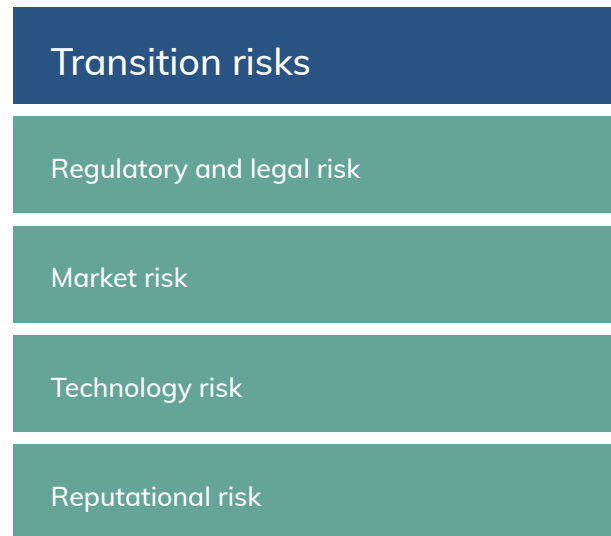 Transition risks
Regulatory and legal risk
Market risk
Technology risk
Reputational risk